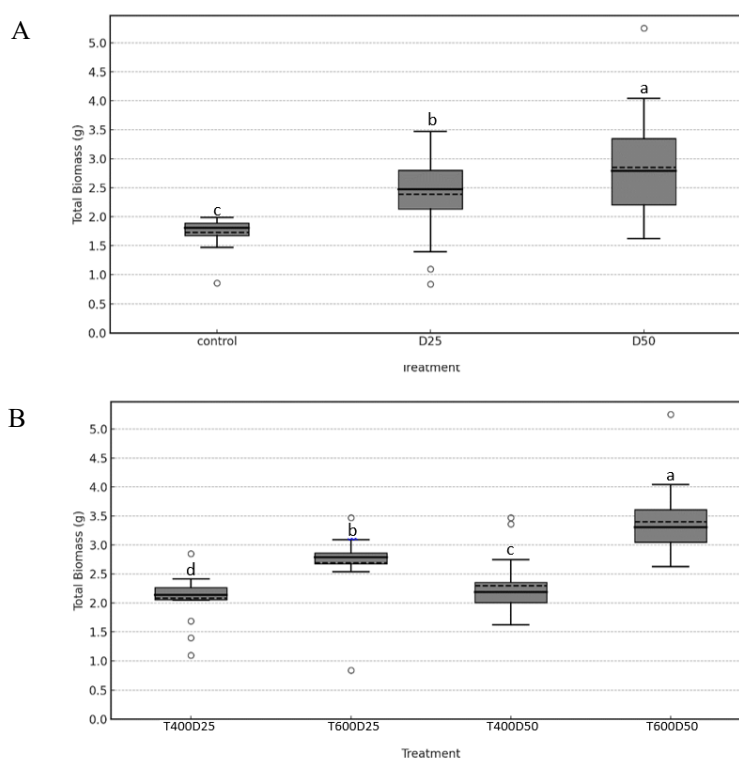 A
5.0
4.5
4.0
3.5
3.0
2.5
2.0
1.5
1.0
0.5
0.0
Total Biomass (g)
c
b
a
control D25 D50
Treatment
B
5.0
4.5
4.0
3.5
3.0
2.5
2.0
1.5
1.0
0.5
0.0
Total Biomass (g)
d
b
c
a
T400D25 T600D25 T400D50 T600D50
Treatment